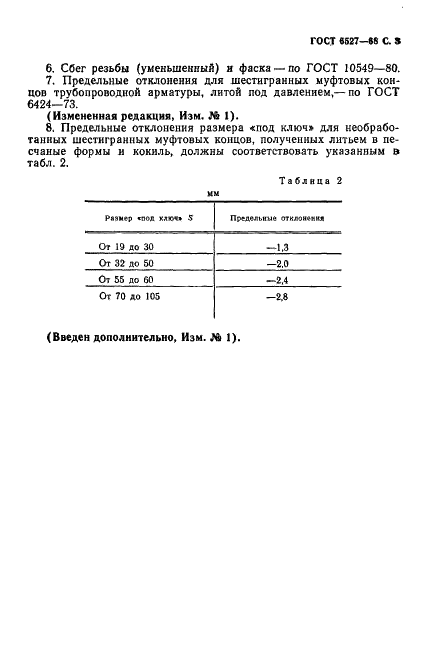 ГОСТ 6527—68 С. 3
6. Сбег резьбы (уменьшенный) и фаска — по ГОСТ 10549—80.
7. Предельные отклонения для шестигранных муфтовых кон-
цов трубопроводной арматуры, литой под давлением,— по ГОСТ
6424—73.
(Измененная редакция, Изм. № 1).
8. Предельные отклонения размера «под ключ» для необрабо-
танных шестигранных муфтовых концов, полученных литьем в пе-
счаные формы и кокиль, должны соответствовать указанным в
табл. 2.
Таблица 2
мм
Размер «под ключ» S Предельные отклонения
От 19 до 30 —1,3
От 32 до 50 —2,0
От 55 до 60 —2,4
От 70 до 105 —2,8
(Введен дополнительно, Изм. № 1).